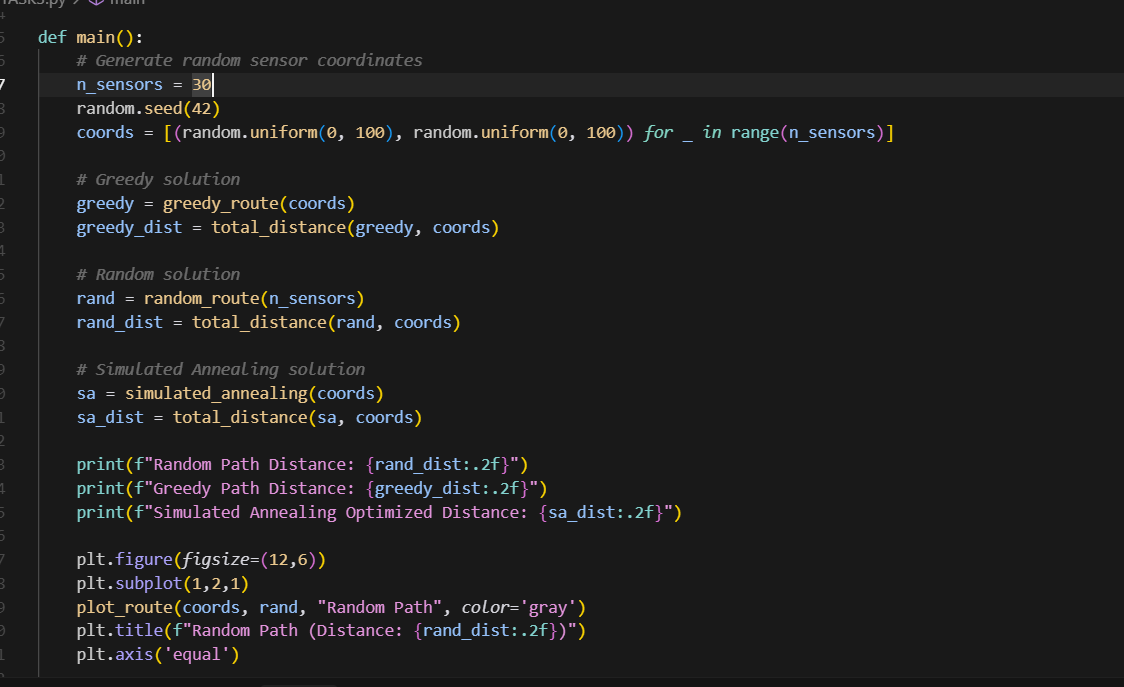 TASKS.py > main
def main():
    # Generate random sensor coordinates
    n_sensors = 30
    random.seed(42)
    coords = [(random.uniform(0, 100), random.uniform(0, 100)) for _ in range(n_sensors)]
    # Greedy solution
    greedy = greedy_route(coords)
    greedy_dist = total_distance(greedy, coords)
    # Random solution
    rand = random_route(n_sensors)
    rand_dist = total_distance(rand, coords)
    # Simulated Annealing solution
    sa = simulated_annealing(coords)
    sa_dist = total_distance(sa, coords)
    print(f"Random Path Distance: {rand_dist:.2f}")
    print(f"Greedy Path Distance: {greedy_dist:.2f}")
    print(f"Simulated Annealing Optimized Distance: {sa_dist:.2f}")
    plt.figure(figsize=(12,6))
    plt.subplot(1,2,1)
    plot_route(coords, rand, "Random Path", color='gray')
    plt.title(f"Random Path (Distance: {rand_dist:.2f})")
    plt.axis('equal')